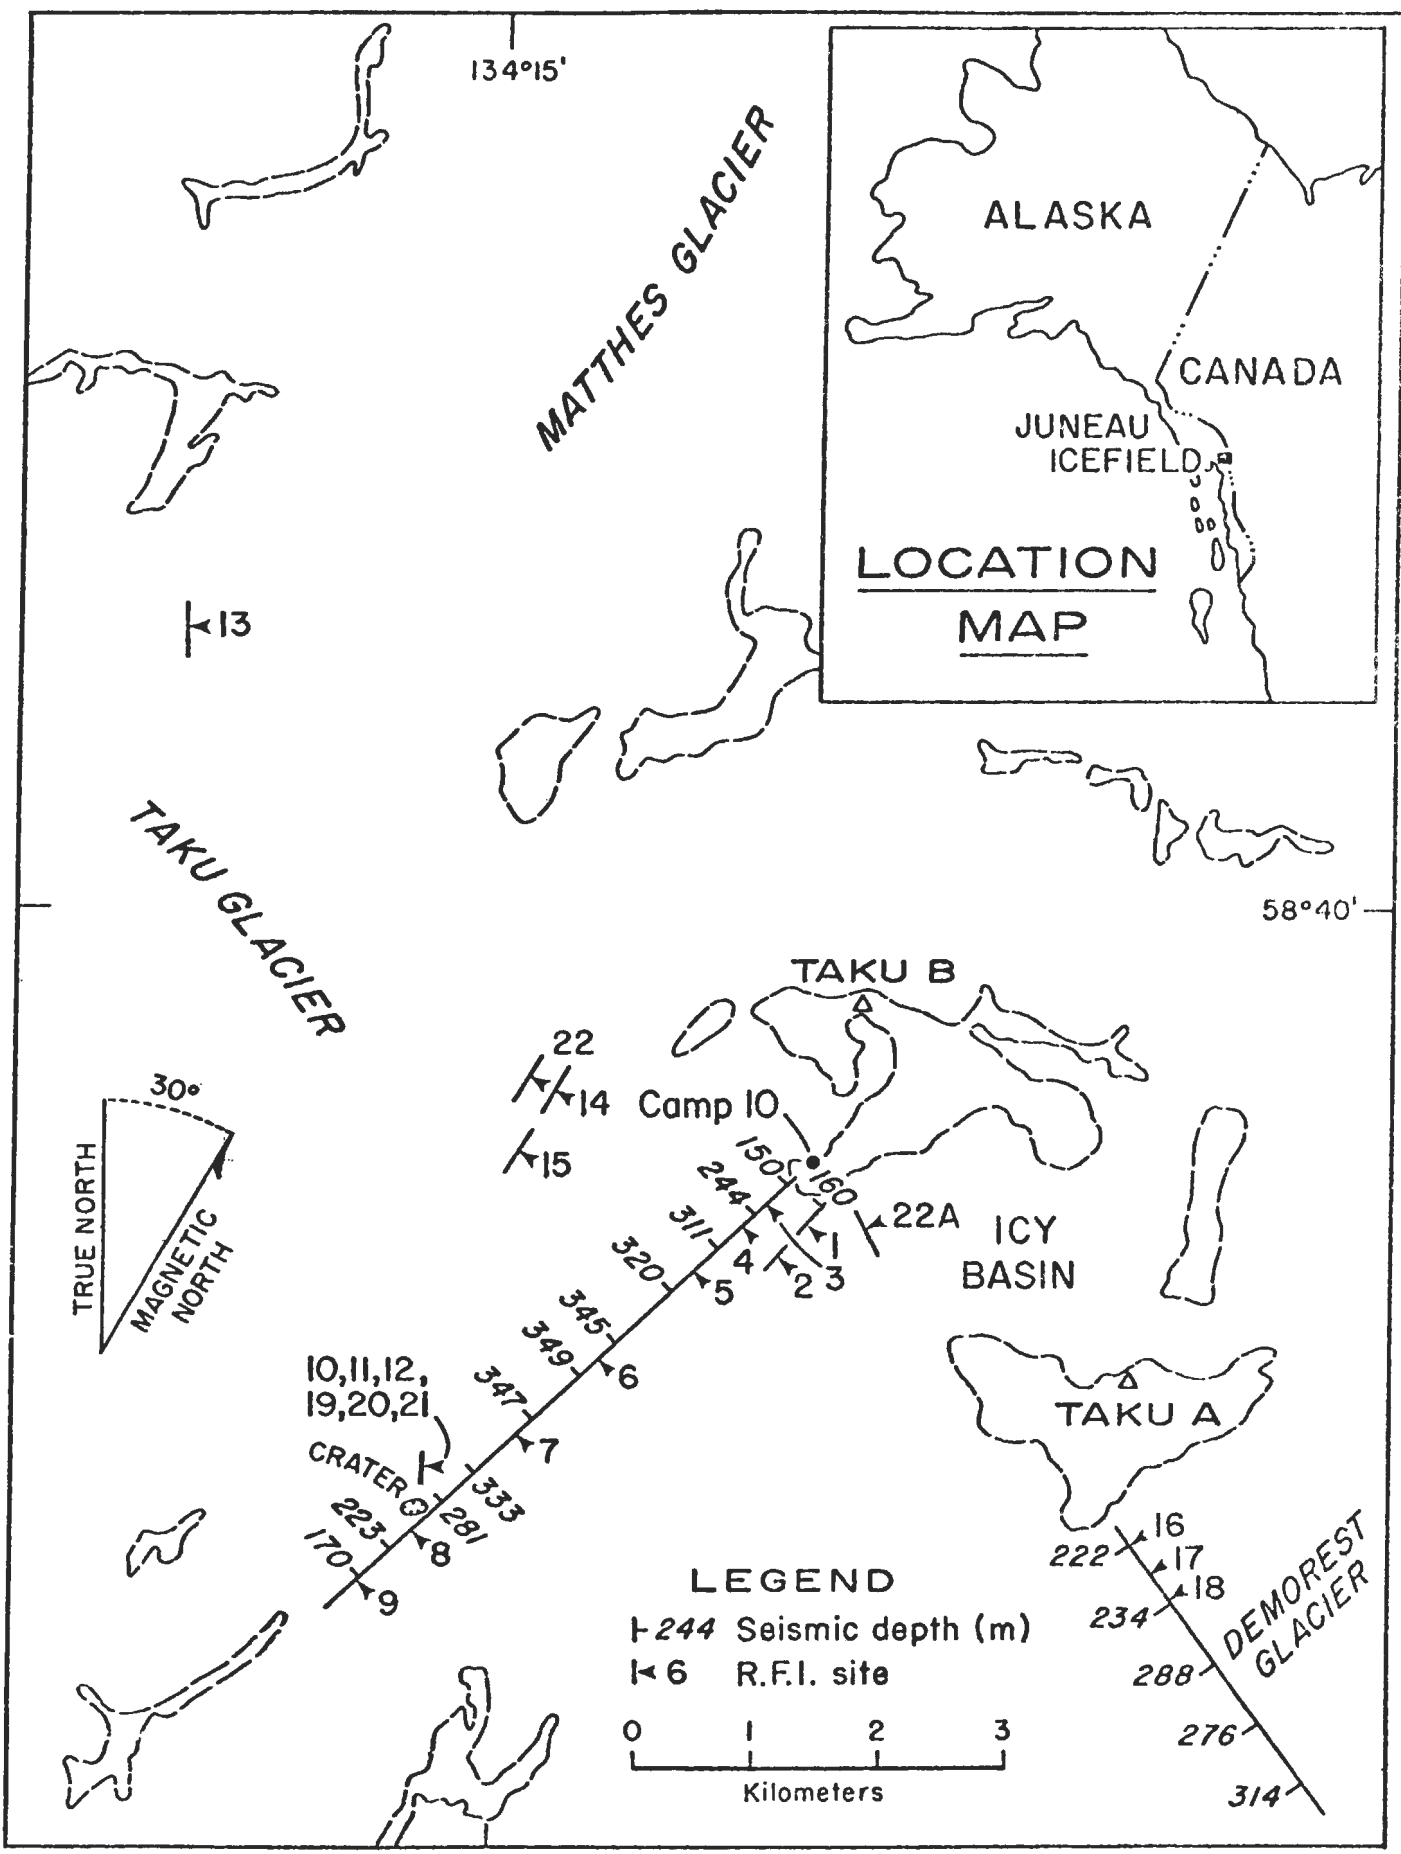 134°15'
MATTHES GLACIER
ALASKA
CANADA
JUNEAU
ICEFIELD
LOCATION
MAP
13
TAKU GLACIER
58°40'
TAKU B
22
14
15
Camp 10
30°
TRUE NORTH
MAGNETIC
NORTH
150
160
244
311
320
345
349
347
333
281
223
170
22A
1
2
3
4
5
6
7
8
9
ICY
BASIN
10,11,12,
19,20,21
CRATER
TAKU A
16
17
18
222
234
288
276
314
DEMOREST
GLACIER
LEGEND
244 Seismic depth (m)
6 R.F.I. site
0 1 2 3
Kilometers